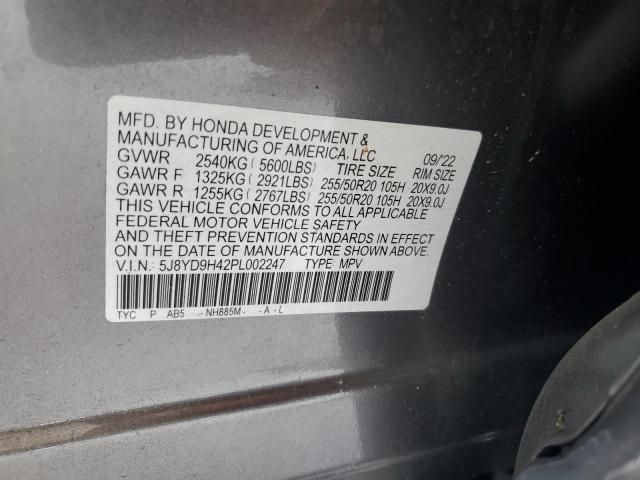 MFD. BY HONDA DEVELOPMENT &
MANUFACTURING OF AMERICA, LLC 09/22
GVWR 2540KG ( 5600LBS) TIRE SIZE RIM SIZE
GAWR F 1325KG ( 2921LBS) 255/50R20 105H 20X9.0J
GAWR R 1255KG ( 2767LBS) 255/50R20 105H 20X9.0J
THIS VEHICLE CONFORMS TO ALL APPLICABLE
FEDERAL MOTOR VEHICLE SAFETY
AND THEFT PREVENTION STANDARDS IN EFFECT
ON THE DATE OF MANUFACTURE SHOWN ABOVE.
V.I.N.: 5J8YD9H42PL002247 TYPE: MPV
TYC P AB5 -NH885M- -A-L